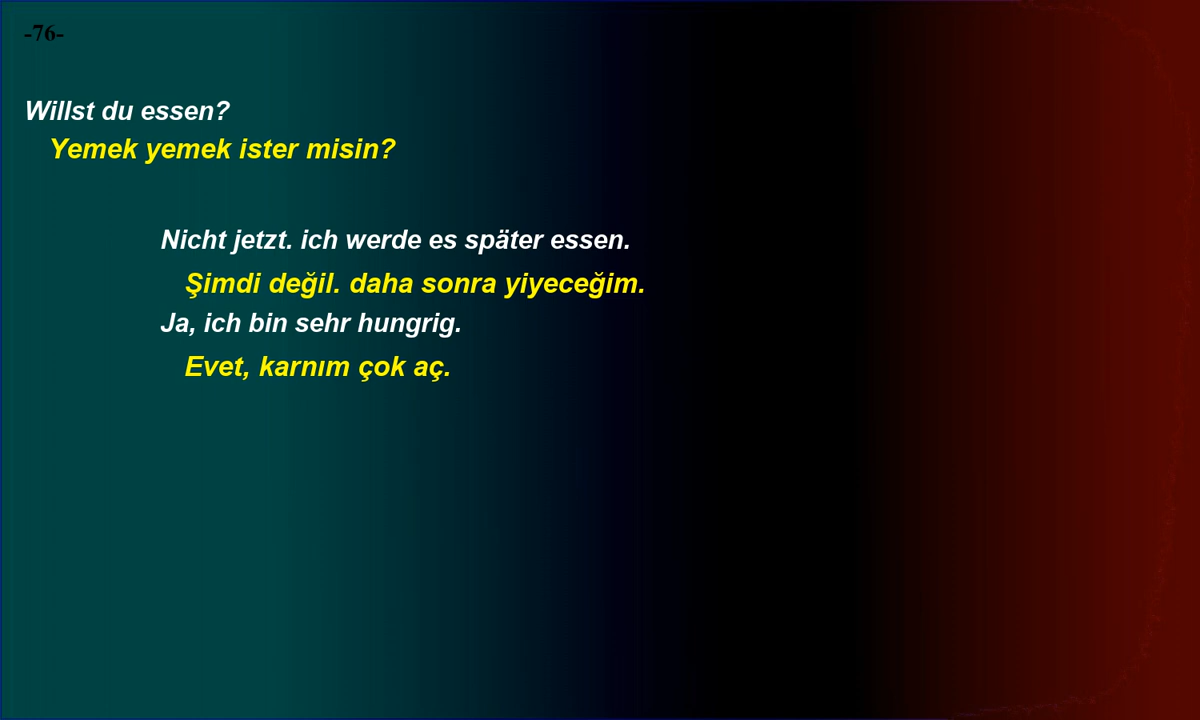 -76-
Willst du essen?
Yemek yemek ister misin?
Nicht jetzt. ich werde es später essen.
Şimdi değil. daha sonra yiyeceğim.
Ja, ich bin sehr hungrig.
Evet, karnım çok aç.